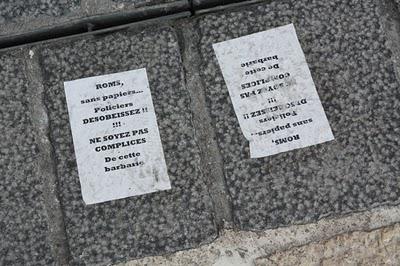 ROMS,
sans papiers...
Policiers
DESOBEISSEZ !!
!!!
NE SOYEZ PAS
COMPLICES
De cette
barbarie
ROMS,
sans papiers...
Policiers
DESOBEISSEZ !!
!!!
NE SOYEZ PAS
COMPLICES
De cette
barbarie